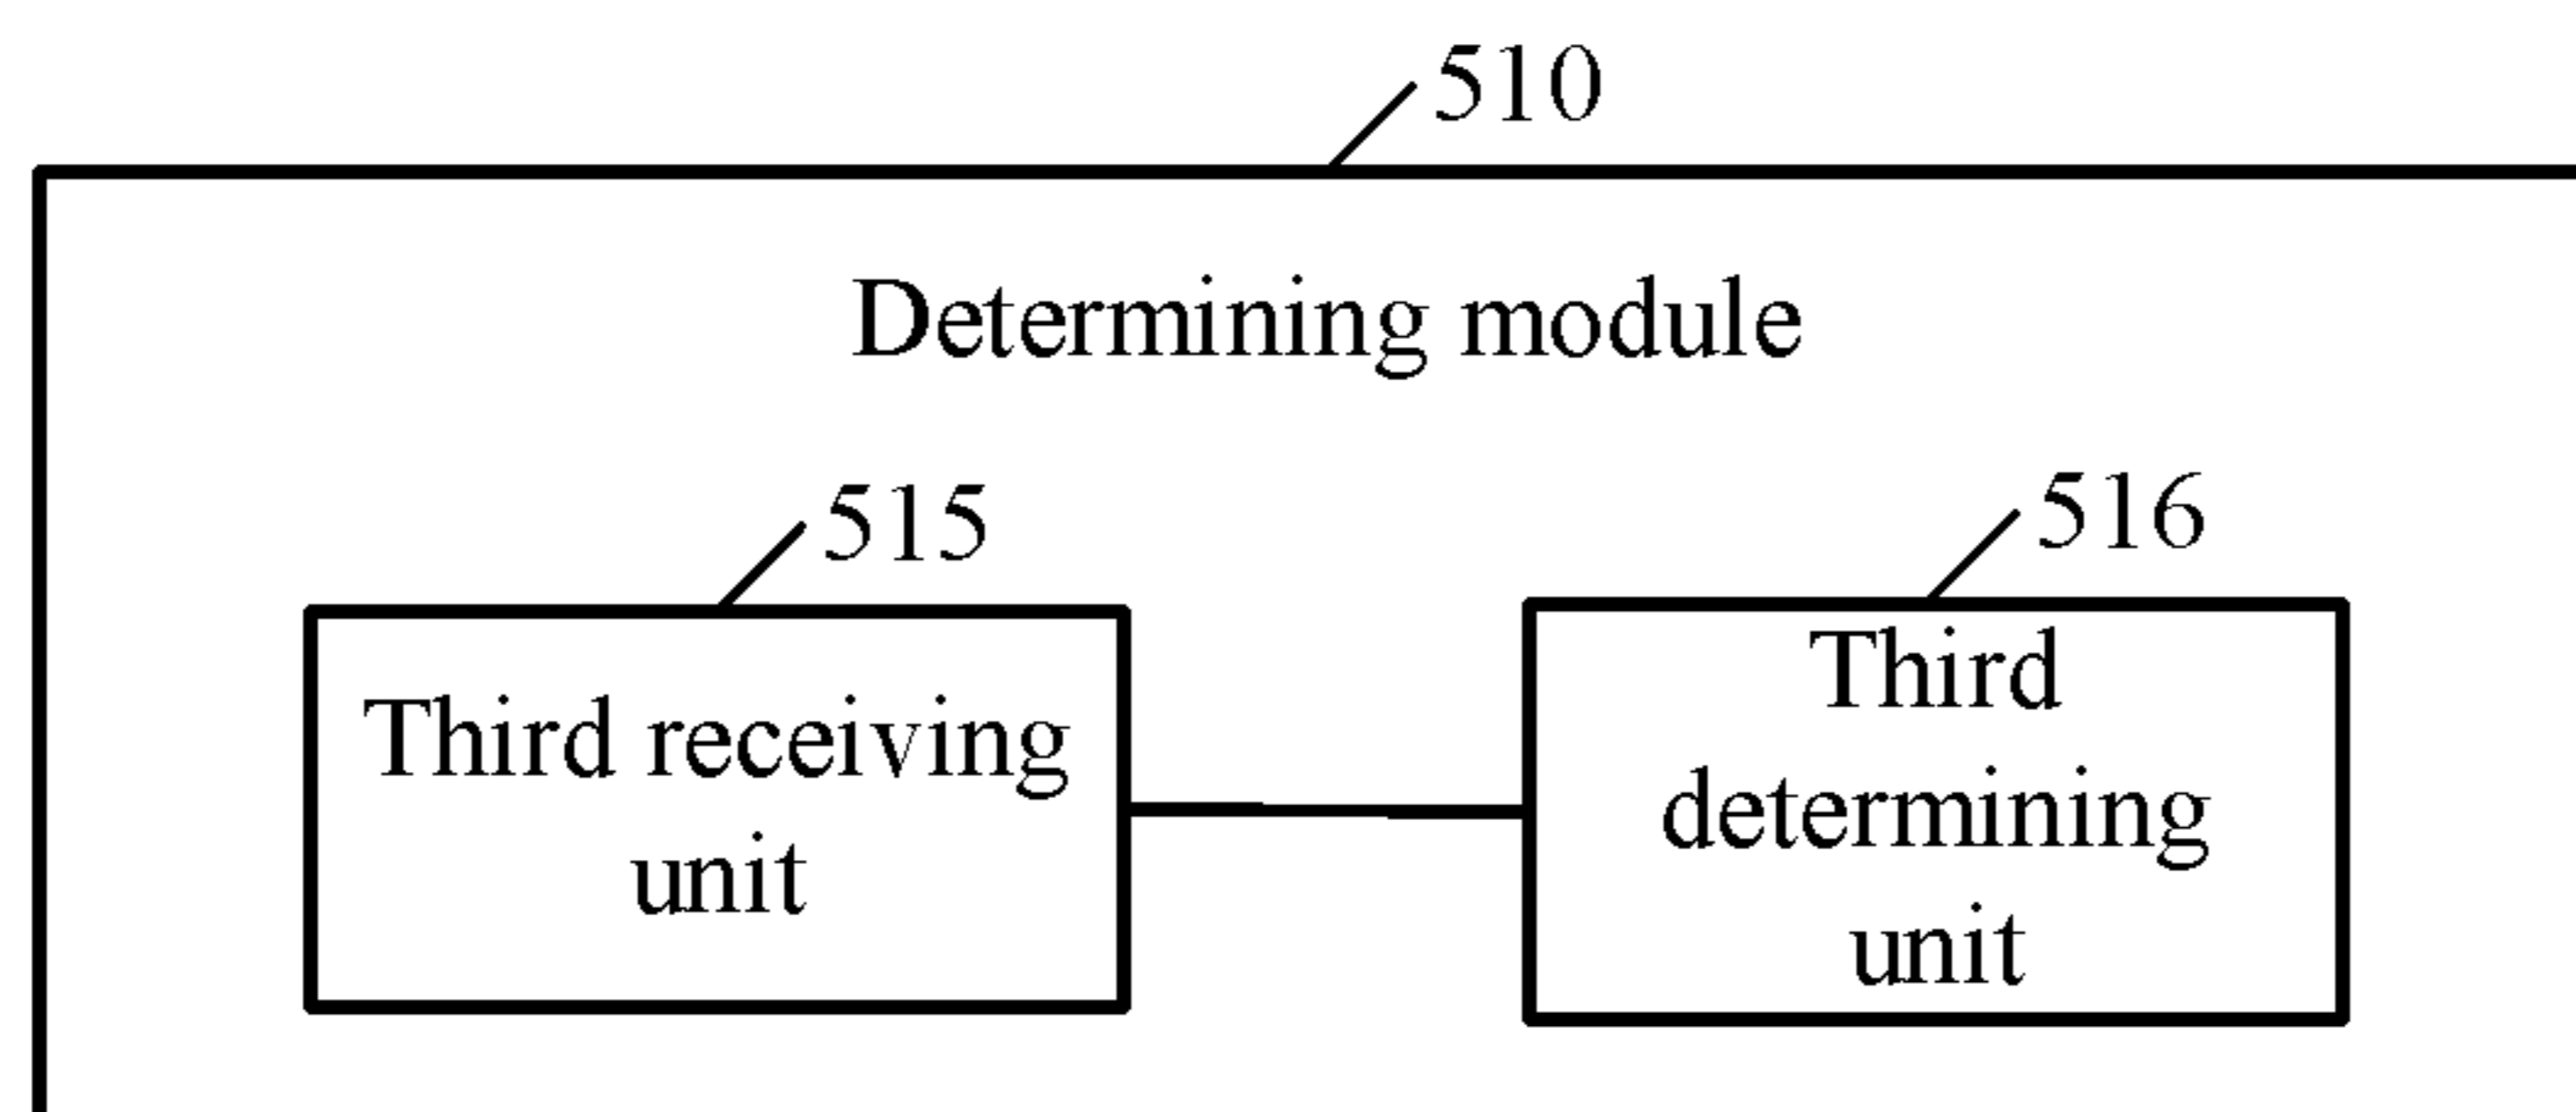 510
Determining module
515
516
Third receiving
unit
Third
determining
unit